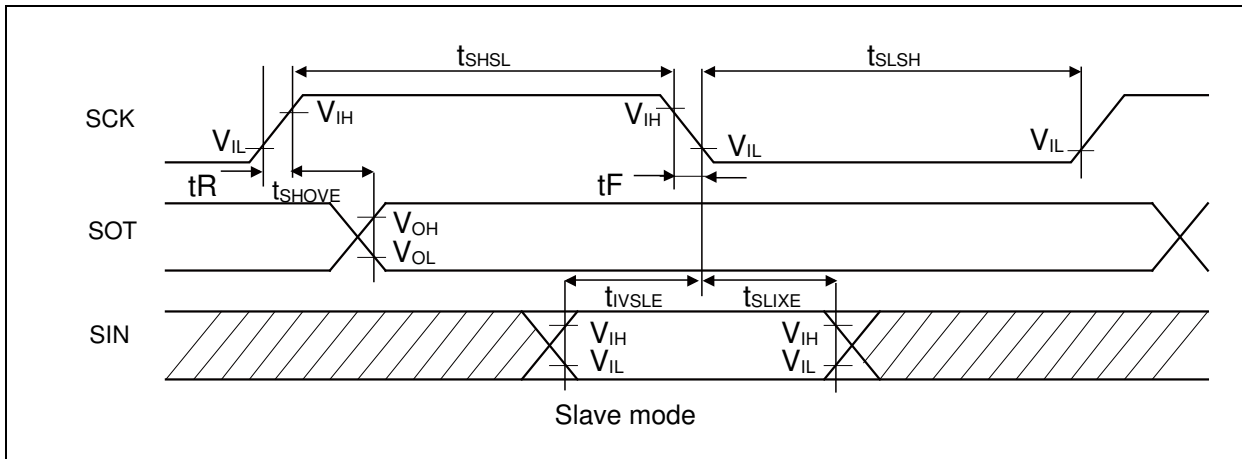 tSHSL tSLSH
SCK VIH VIH
VIL VIL VIL
tR tSHOVE tF
SOT VOH
VOL
tIVSLE tSLIXE
SIN VIH VIH
VIL VIL
Slave mode